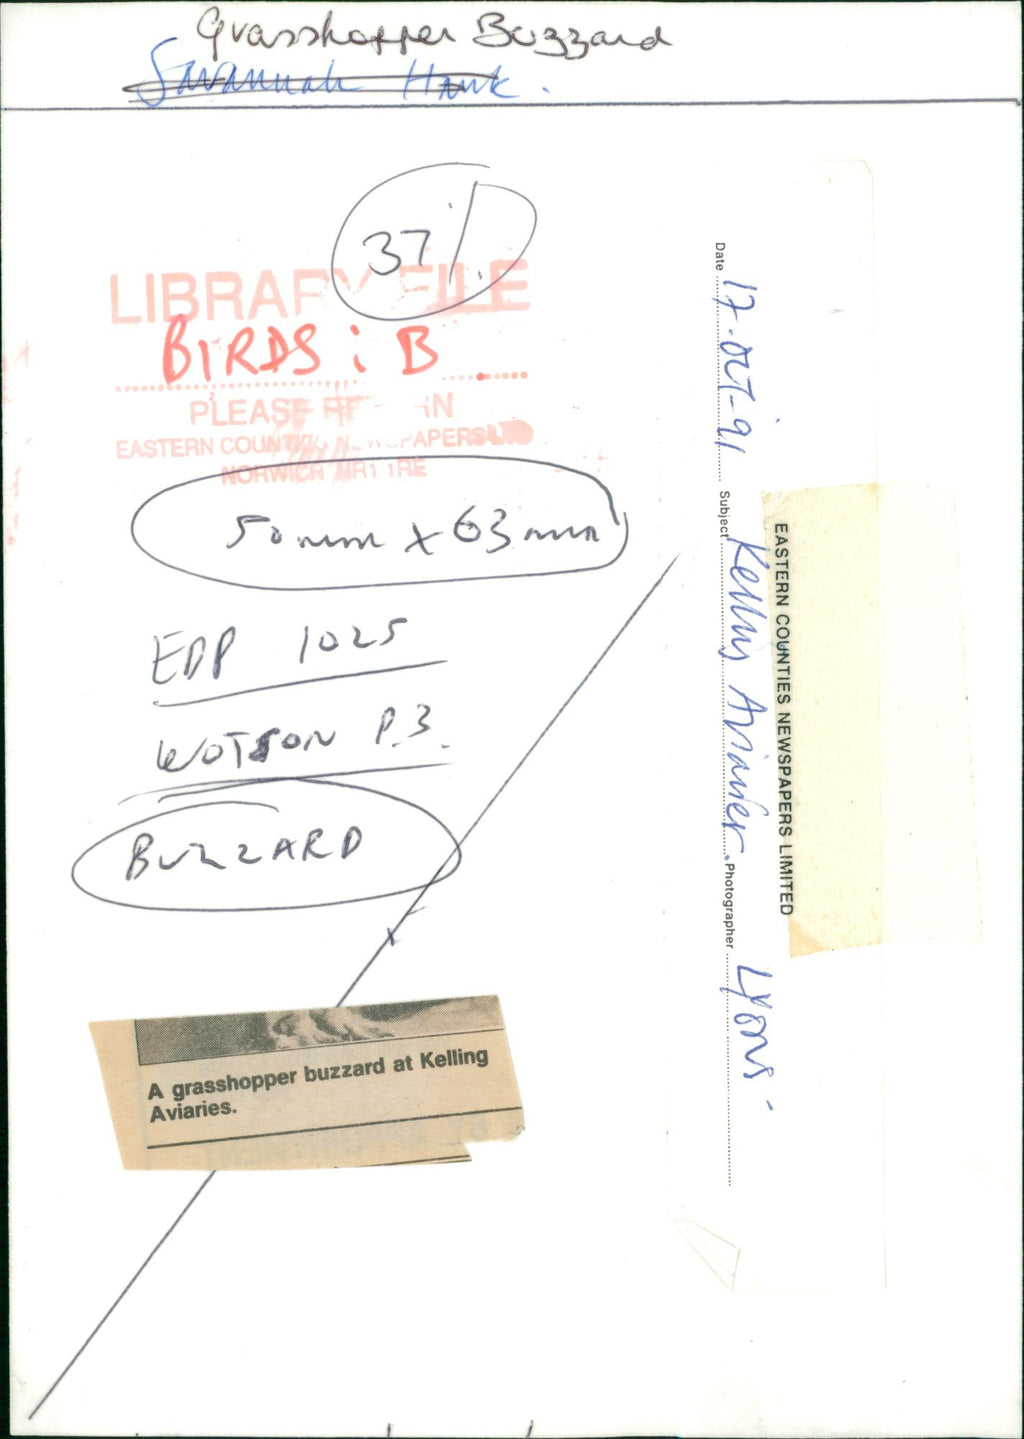 Grasshopper Buzzard
Savannah Hawk.
37%
LIBRARY FILE
BIRDS : B
PLEASE
EASTERN COUNTIES NEWSPAPERS LTD
NORWICH NR1 1RE
50mm x 63mm
EDP 1025
WOTSON P.3.
BUZZARD
A grasshopper buzzard at Kelling
Aviaries.
EASTERN COUNTIES NEWSPAPERS LIMITED
Date 17-OCT-91 Subject Kelling Aviaries. Photographer Lyons